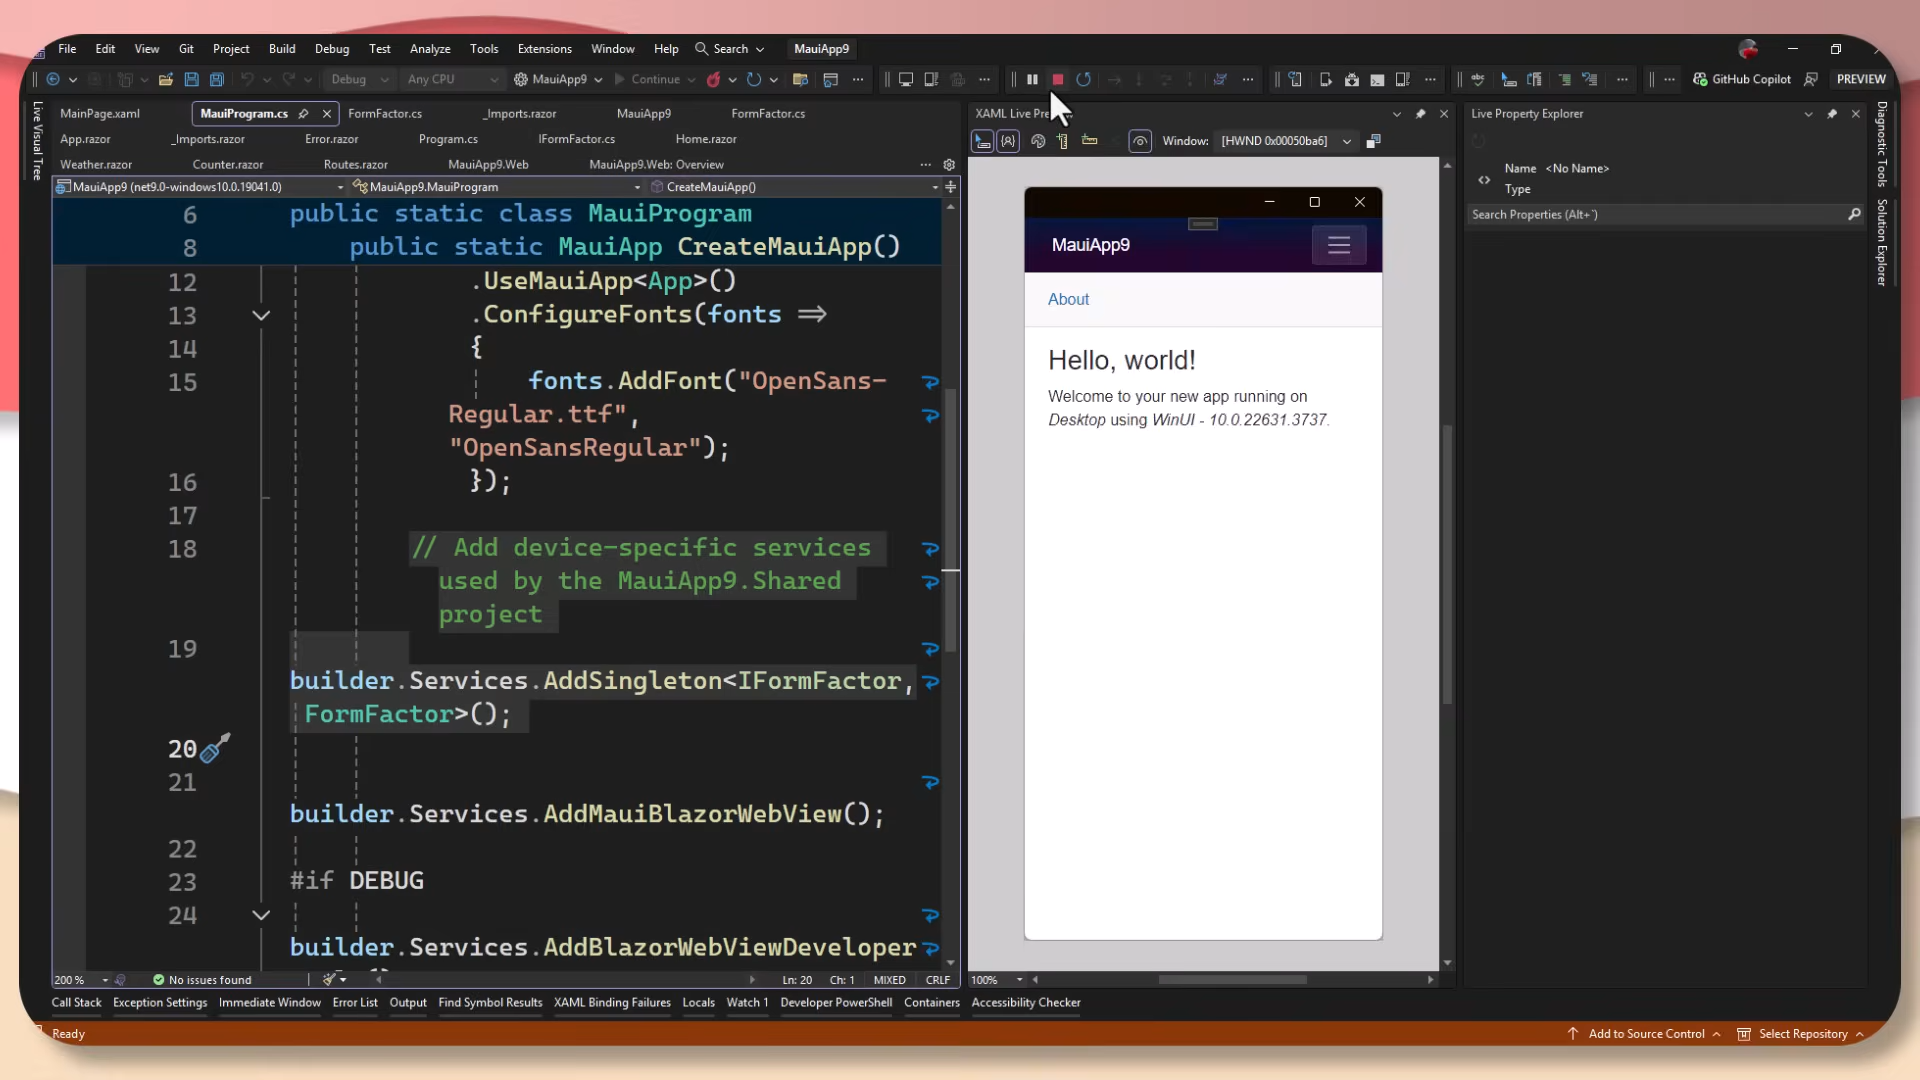 File Edit View Git Project Build Debug Test Analyze Tools Extensions Window Help Search MauiApp9
Debug Any CPU MauiApp9 Continue GitHub Copilot PREVIEW
MainPage.xaml MauiProgram.cs FormFactor.cs _Imports.razor MauiApp9 FormFactor.cs
App.razor _Imports.razor Error.razor Program.cs IFormFactor.cs Home.razor
Weather.razor Counter.razor Routes.razor MauiApp9.Web MauiApp9.Web: Overview
MauiApp9 (net9.0-windows10.0.19041.0) MauiApp9.MauiProgram CreateMauiApp()
Live Visual Tree
6 public static class MauiProgram
8 public static MauiApp CreateMauiApp()
12 .UseMauiApp<App>()
13 .ConfigureFonts(fonts =>
14 {
15 fonts.AddFont("OpenSans-
Regular.ttf",
"OpenSansRegular");
16 });
17
18 // Add device-specific services
used by the MauiApp9.Shared
project
19
builder.Services.AddSingleton<IFormFactor,
FormFactor>();
20
21
builder.Services.AddMauiBlazorWebView();
22
23 #if DEBUG
24
builder.Services.AddBlazorWebViewDeveloper
200 % No issues found Ln: 20 Ch: 1 MIXED CRLF
XAML Live Pre
Window: [HWND 0x00050ba6]
MauiApp9
About
Hello, world!
Welcome to your new app running on
Desktop using WinUI - 10.0.22631.3737.
100%
Live Property Explorer
Name <No Name>
Type
Search Properties (Alt+`)
Diagnostic Tools
Solution Explorer
Call Stack Exception Settings Immediate Window Error List Output Find Symbol Results XAML Binding Failures Locals Watch 1 Developer PowerShell Containers Accessibility Checker
Ready Add to Source Control Select Repository